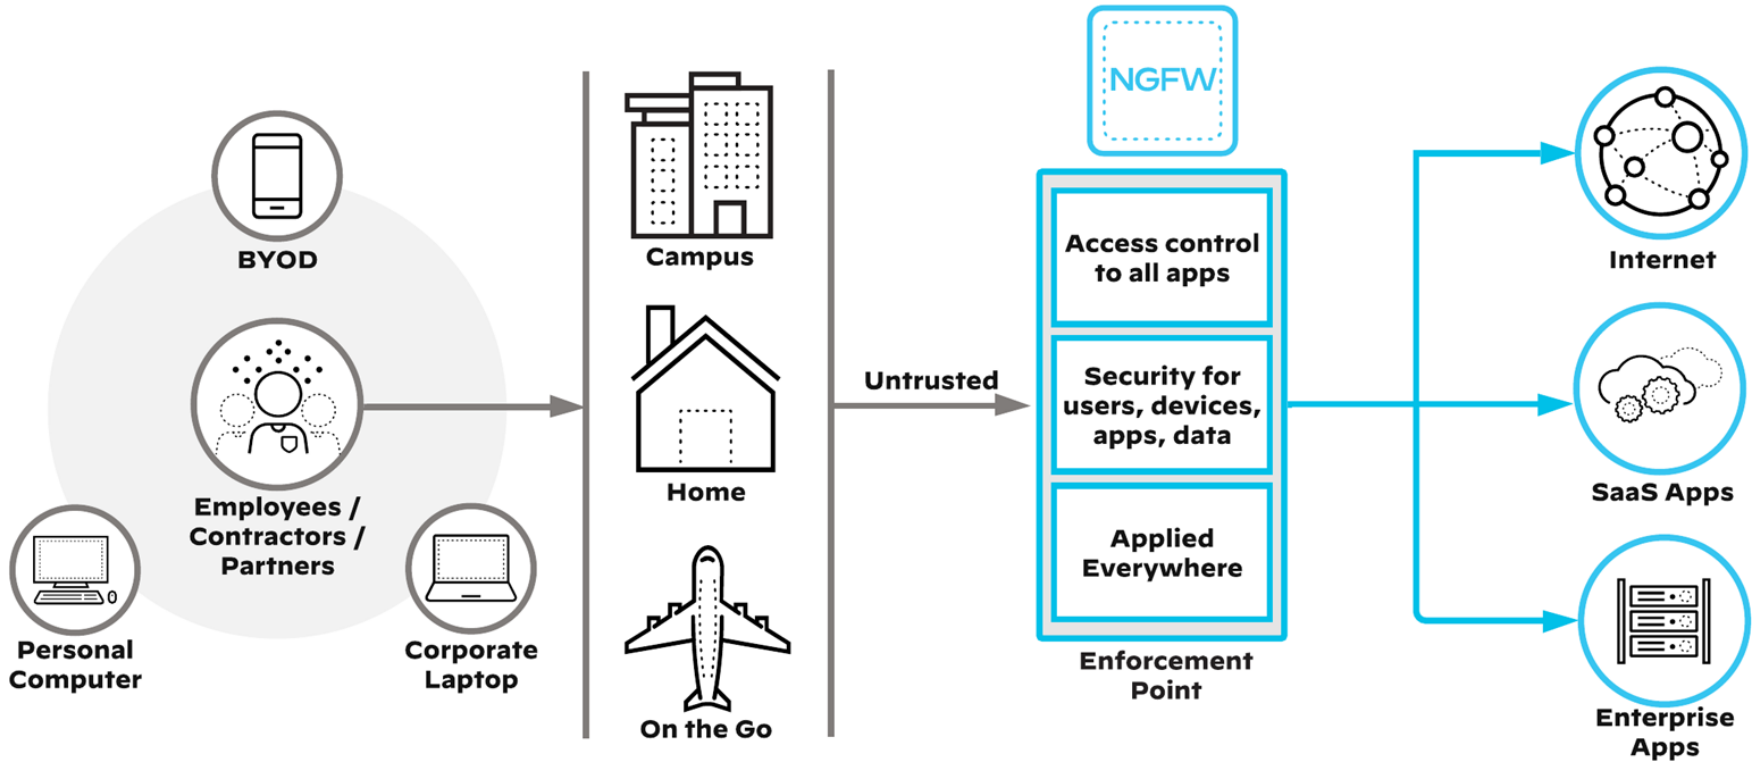 BYOD
Employees /
Contractors /
Partners
Personal
Computer
Corporate
Laptop
Campus
Home
On the Go
Untrusted
NGFW
Access control
to all apps
Security for
users, devices,
apps, data
Applied
Everywhere
Enforcement
Point
Internet
SaaS Apps
Enterprise
Apps